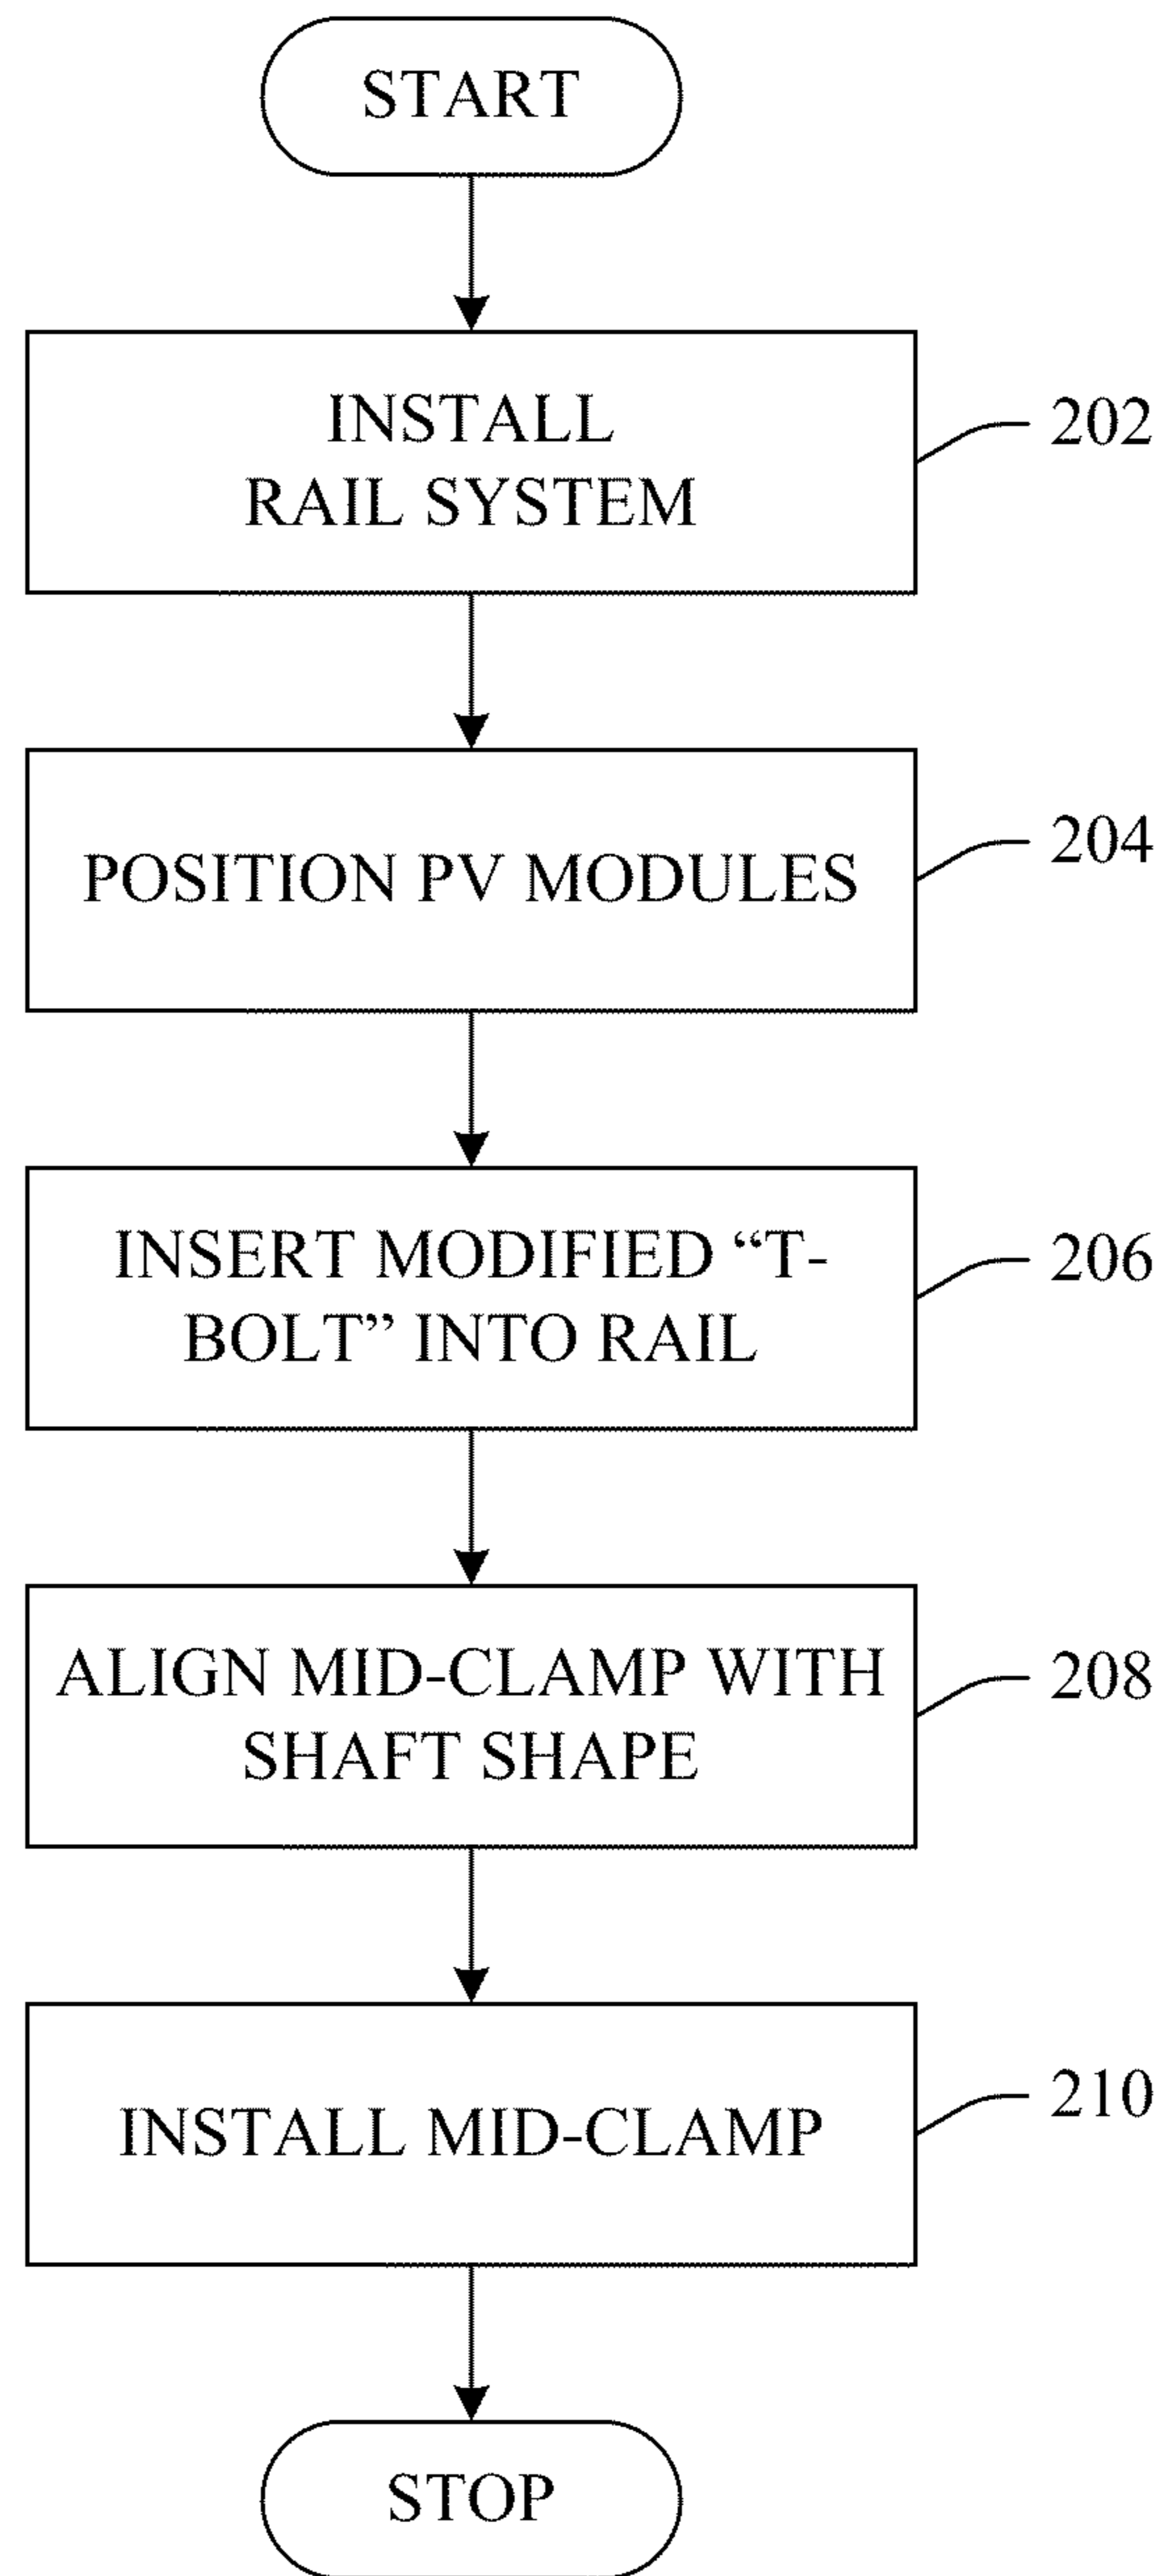 START
INSTALL
RAIL SYSTEM
202
POSITION PV MODULES
204
INSERT MODIFIED “T-
BOLT” INTO RAIL
206
ALIGN MID-CLAMP WITH
SHAFT SHAPE
208
INSTALL MID-CLAMP
210
STOP